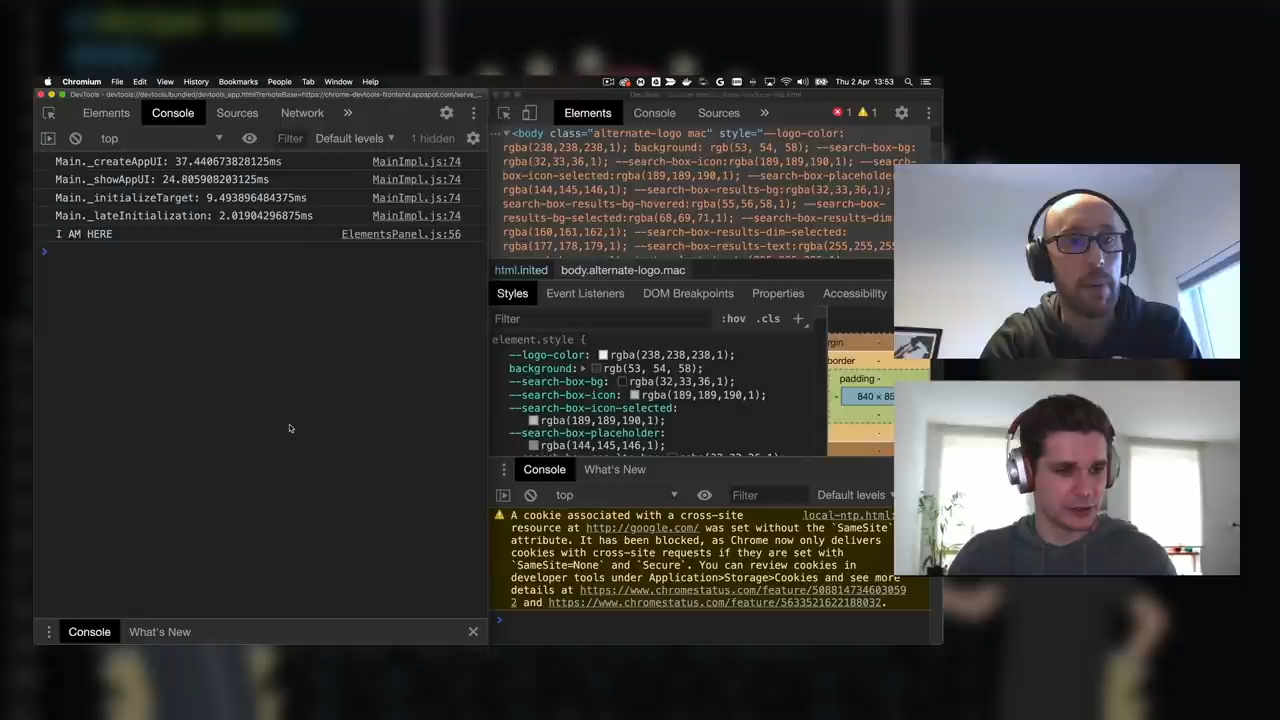 Chromium File Edit View History Bookmarks People Tab Window Help Thu 2 Apr 13:53
DevTools - devtools://devtools/bundled/devtools_app.html?remoteBase=https://chrome-devtools-frontend.appspot.com/serve_...
Elements Console Sources Network »
top Filter Default levels 1 hidden
Main._createAppUI: 37.440673828125ms MainImpl.js:74
Main._showAppUI: 24.805908203125ms MainImpl.js:74
Main._initializeTarget: 9.493896484375ms MainImpl.js:74
Main._lateInitialization: 2.01904296875ms MainImpl.js:74
I AM HERE ElementsPanel.js:56
Console What's New
Elements Console Sources » 1 1
<body class="alternate-logo mac" style="--logo-color:
rgba(238,238,238,1); background: rgb(53, 54, 58); --search-box-bg:
rgba(32,33,36,1); --search-box-icon:rgba(189,189,190,1); --search-
box-icon-selected:rgba(189,189,190,1); --search-box-placeholder:
rgba(144,145,146,1); --search-box-results-bg:rgba(32,33,36,1);
--search-box-results-bg-hovered:rgb(55,56,58,1); --search-box-
results-bg-selected:rgb(68,69,71,1); --search-box-results-dim
rgba(160,161,162,1); --search-box-results-dim-selected:
rgba(177,178,179,1); --search-box-results-text:rgba(255,255,255
html.inited body.alternate-logo.mac
Styles Event Listeners DOM Breakpoints Properties Accessibility
Filter :hov .cls +
element.style {
--logo-color: rgba(238,238,238,1);
background: rgb(53, 54, 58);
--search-box-bg: rgba(32,33,36,1);
--search-box-icon: rgba(189,189,190,1);
--search-box-icon-selected:
rgba(189,189,190,1);
--search-box-placeholder:
rgba(144,145,146,1);
border
padding -
840 × 85
Console What's New
top Filter Default levels
A cookie associated with a cross-site local-ntp.html:
resource at http://google.com/ was set without the `SameSite`
attribute. It has been blocked, as Chrome now only delivers
cookies with cross-site requests if they are set with
`SameSite=None` and `Secure`. You can review cookies in
developer tools under Application>Storage>Cookies and see more
details at https://www.chromestatus.com/feature/508814734603059
2 and https://www.chromestatus.com/feature/5633521622188032.